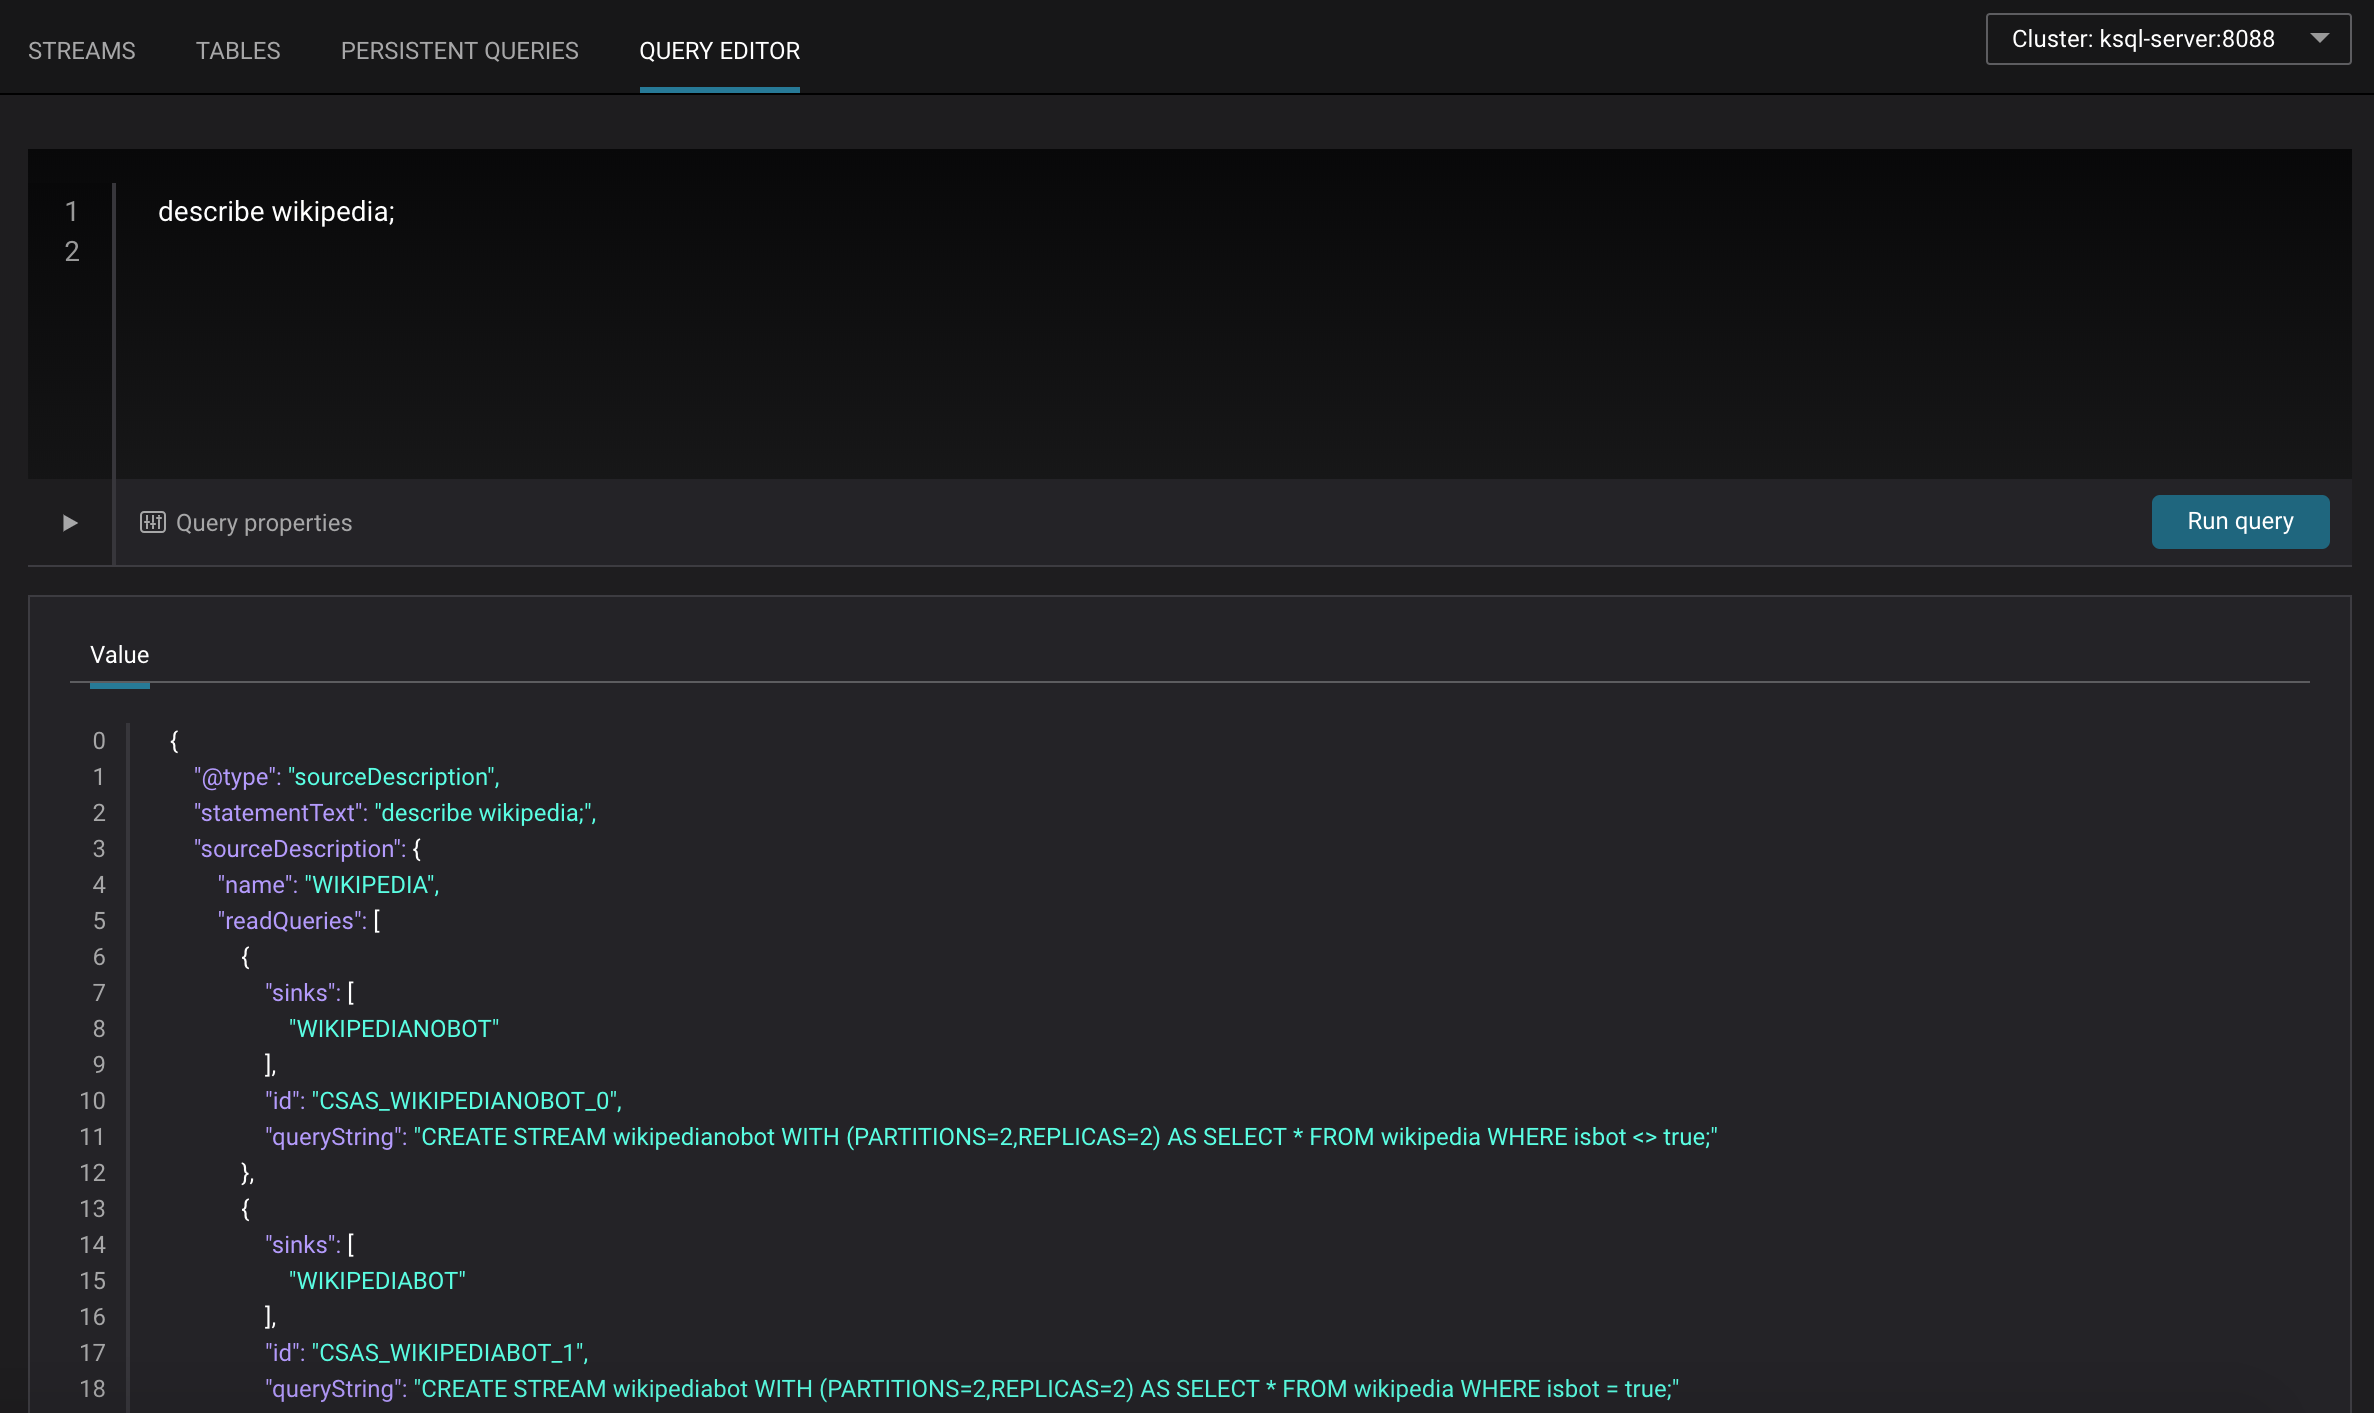 STREAMS TABLES PERSISTENT QUERIES QUERY EDITOR Cluster: ksql-server:8088
1 describe wikipedia;
2
Query properties Run query
Value
0 {
1 "@type": "sourceDescription",
2 "statementText": "describe wikipedia;",
3 "sourceDescription": {
4 "name": "WIKIPEDIA",
5 "readQueries": [
6 {
7 "sinks": [
8 "WIKIPEDIANOBOT"
9 ],
10 "id": "CSAS_WIKIPEDIANOBOT_0",
11 "queryString": "CREATE STREAM wikipedianobot WITH (PARTITIONS=2,REPLICAS=2) AS SELECT * FROM wikipedia WHERE isbot <> true;"
12 },
13 {
14 "sinks": [
15 "WIKIPEDIABOT"
16 ],
17 "id": "CSAS_WIKIPEDIABOT_1",
18 "queryString": "CREATE STREAM wikipediabot WITH (PARTITIONS=2,REPLICAS=2) AS SELECT * FROM wikipedia WHERE isbot = true;"